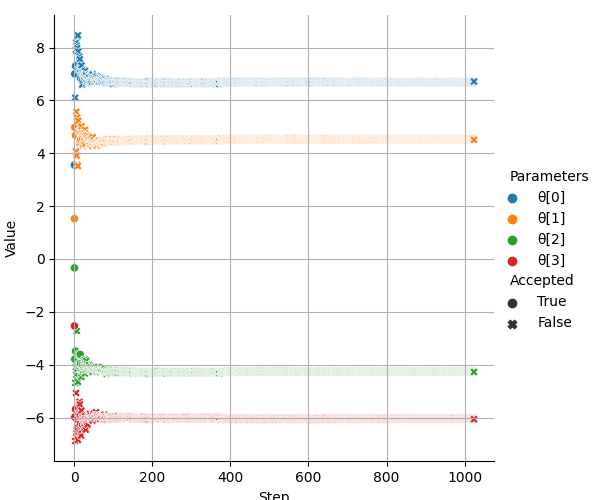 8
6
4
2
0
−2
−4
−6
Value
0
200
400
600
800
1000
Step
Parameters
θ[0]
θ[1]
θ[2]
θ[3]
Accepted
True
False